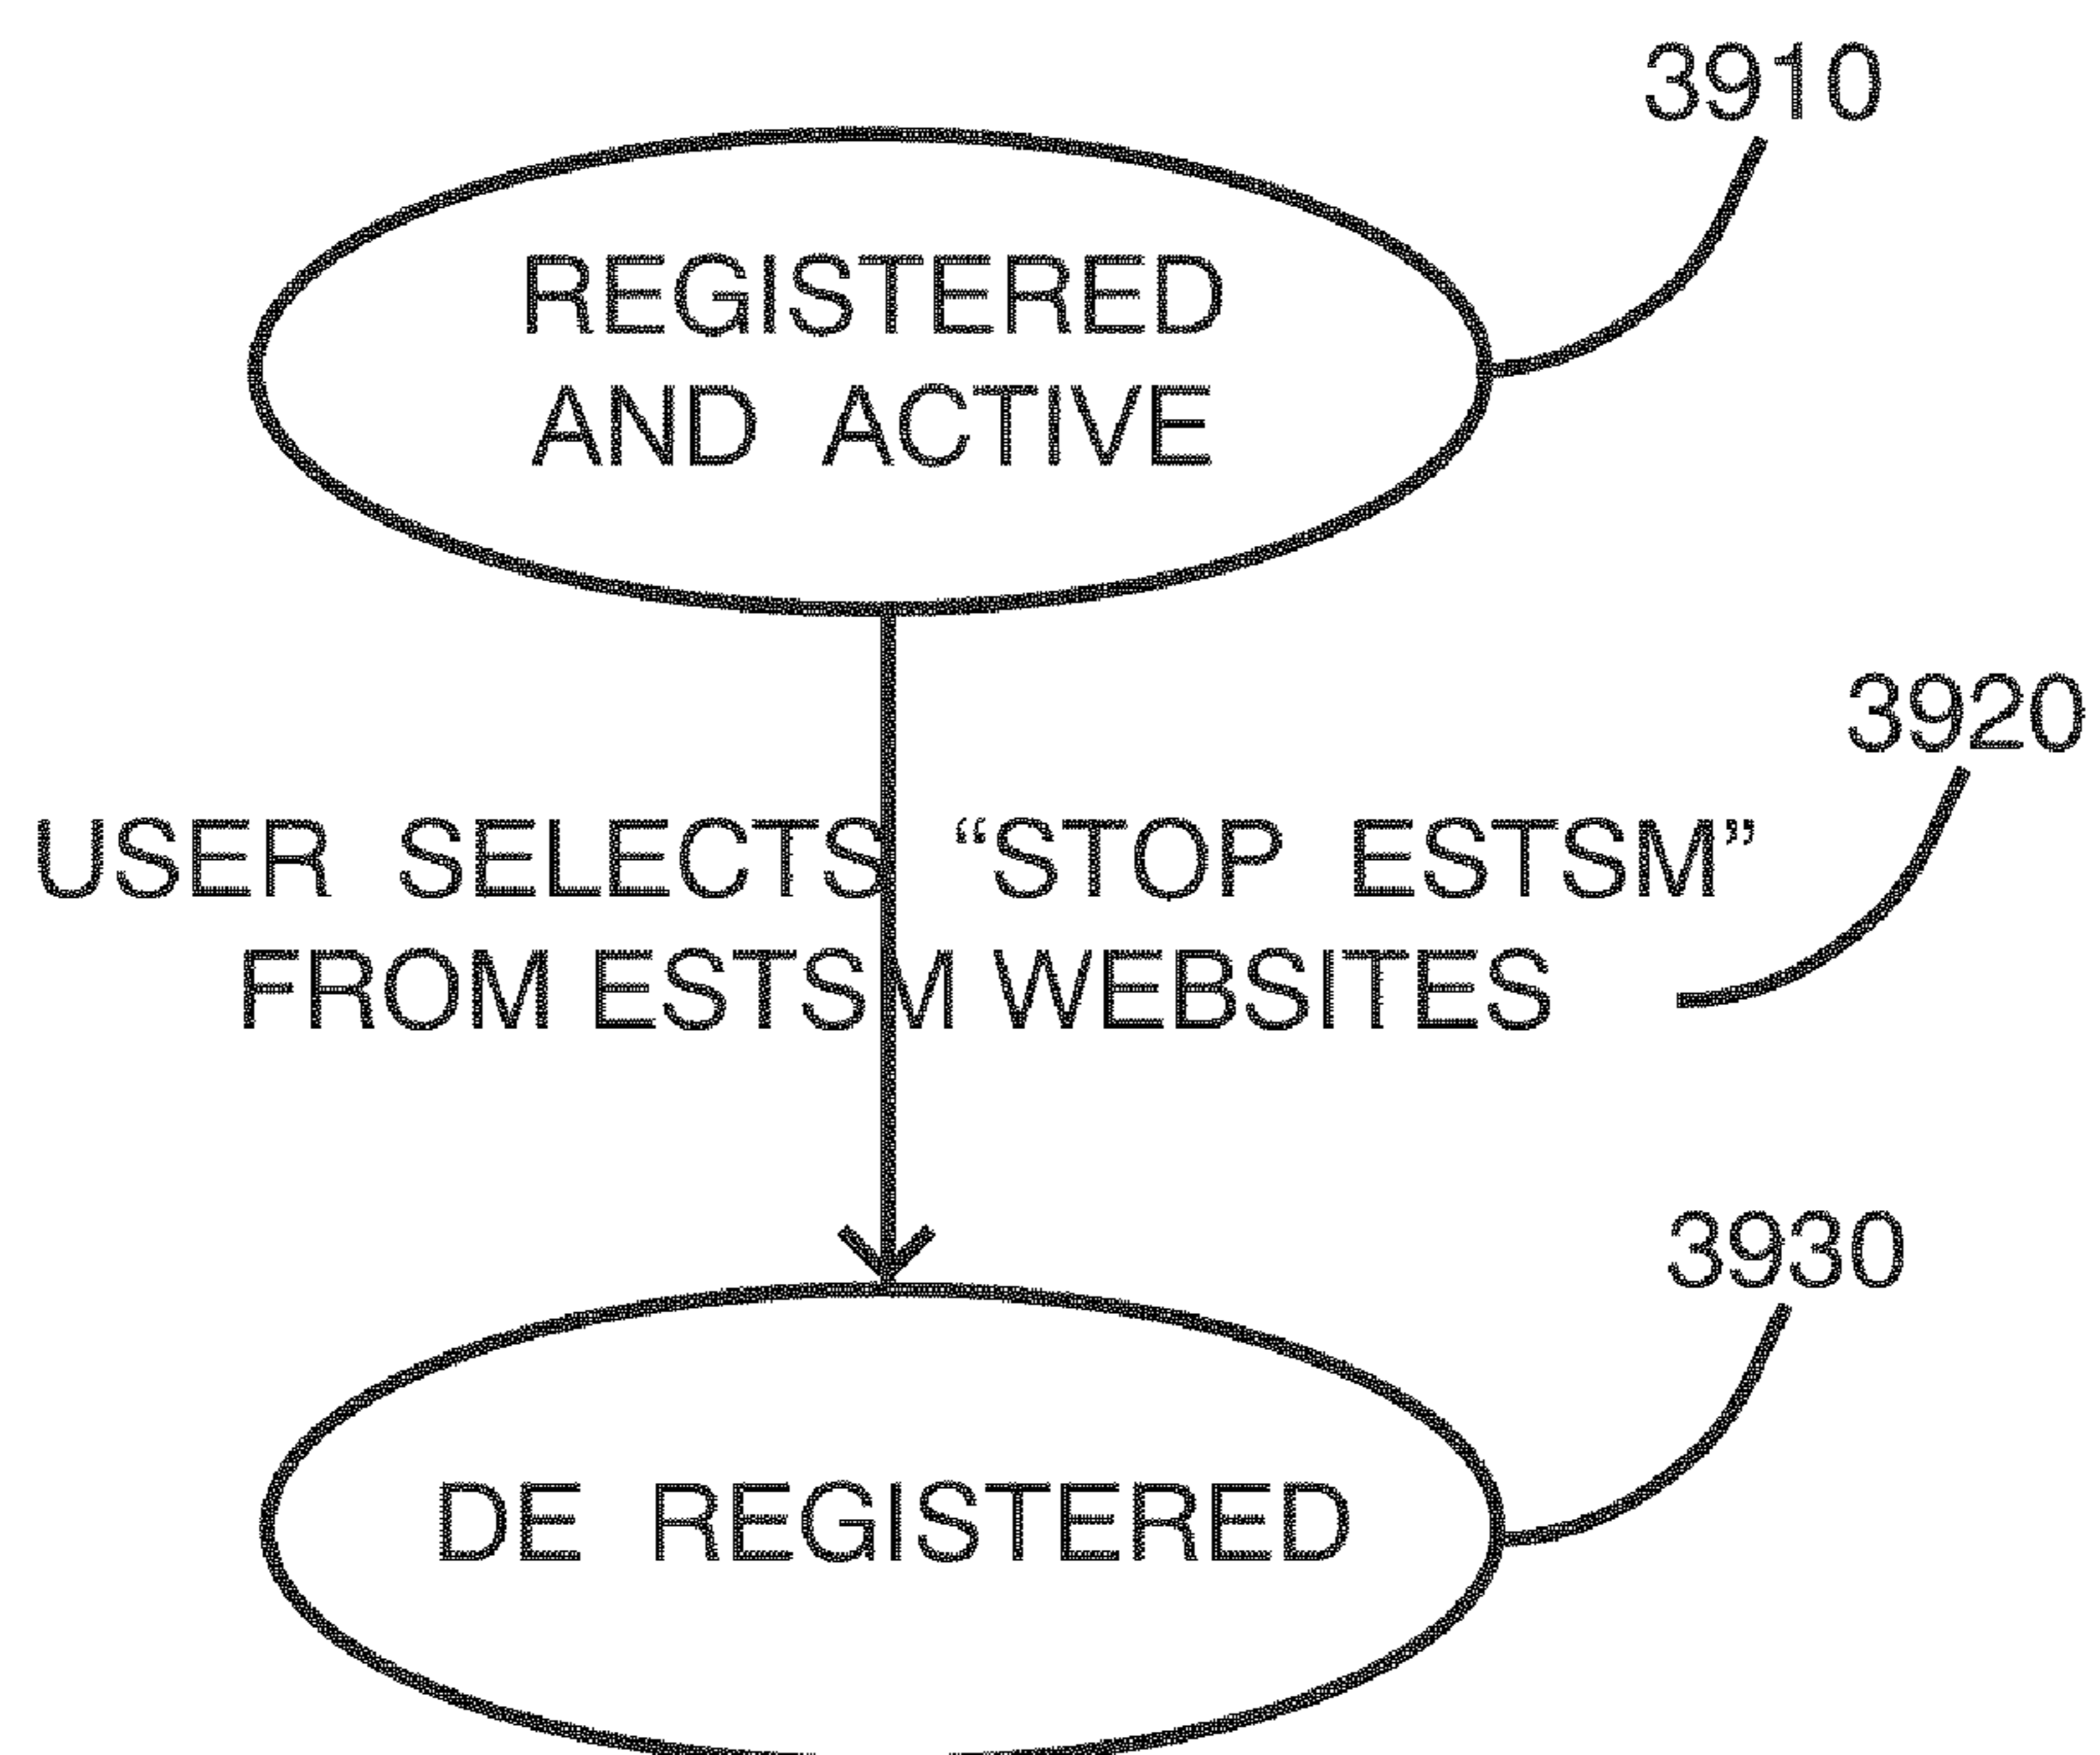 3910
REGISTERED
AND ACTIVE
3920
USER SELECTS “STOP ESTSM”
FROM ESTSM WEBSITES
3930
DE REGISTERED